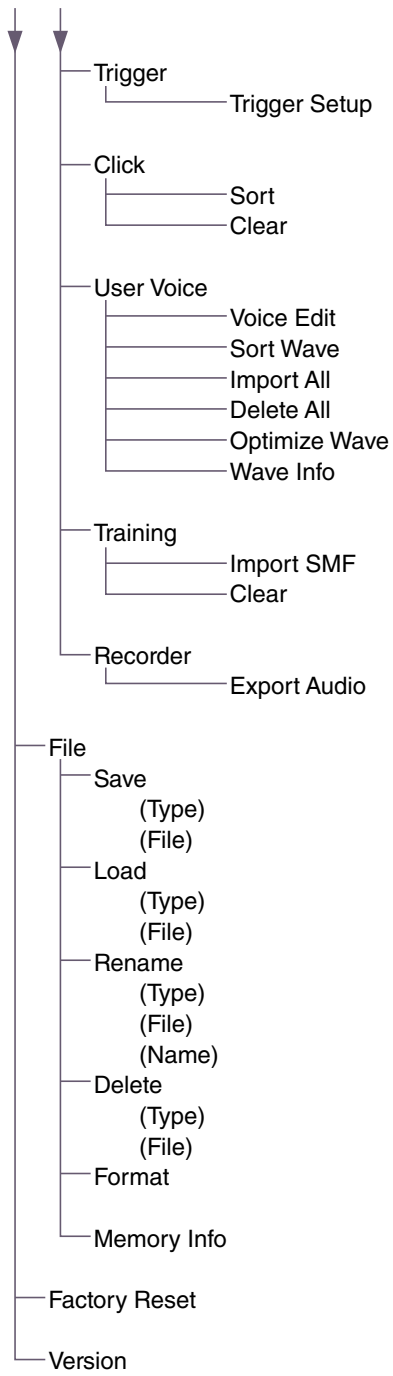 Trigger
Trigger Setup
Click
Sort
Clear
User Voice
Voice Edit
Sort Wave
Import All
Delete All
Optimize Wave
Wave Info
Training
Import SMF
Clear
Recorder
Export Audio
File
Save
(Type)
(File)
Load
(Type)
(File)
Rename
(Type)
(File)
(Name)
Delete
(Type)
(File)
Format
Memory Info
Factory Reset
Version